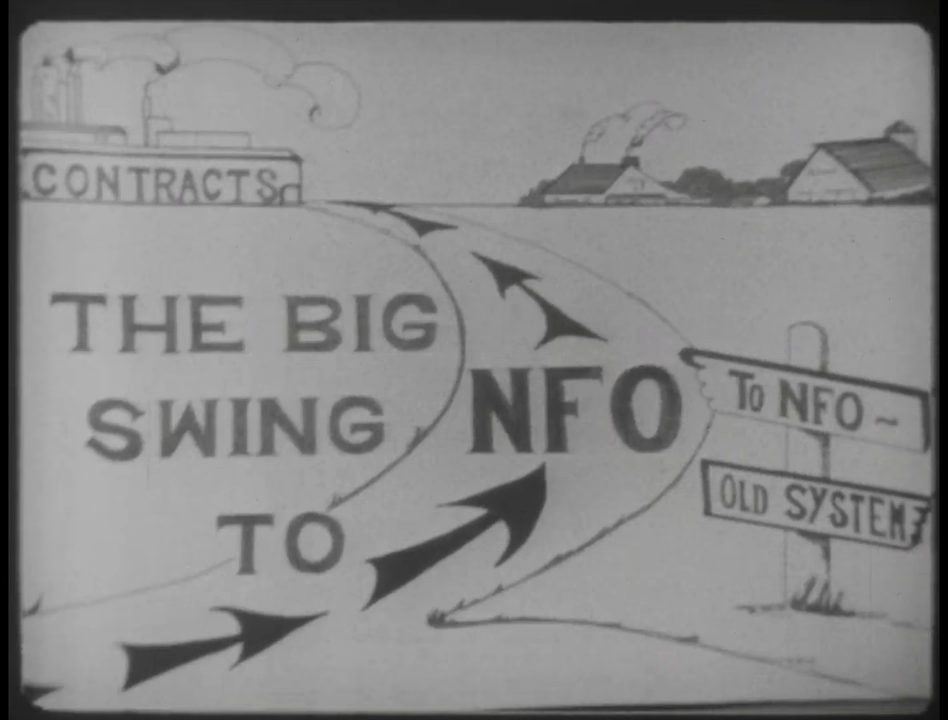 CONTRACTS
THE BIG
SWING
TO
NFO
To NFO ~
OLD SYSTEM